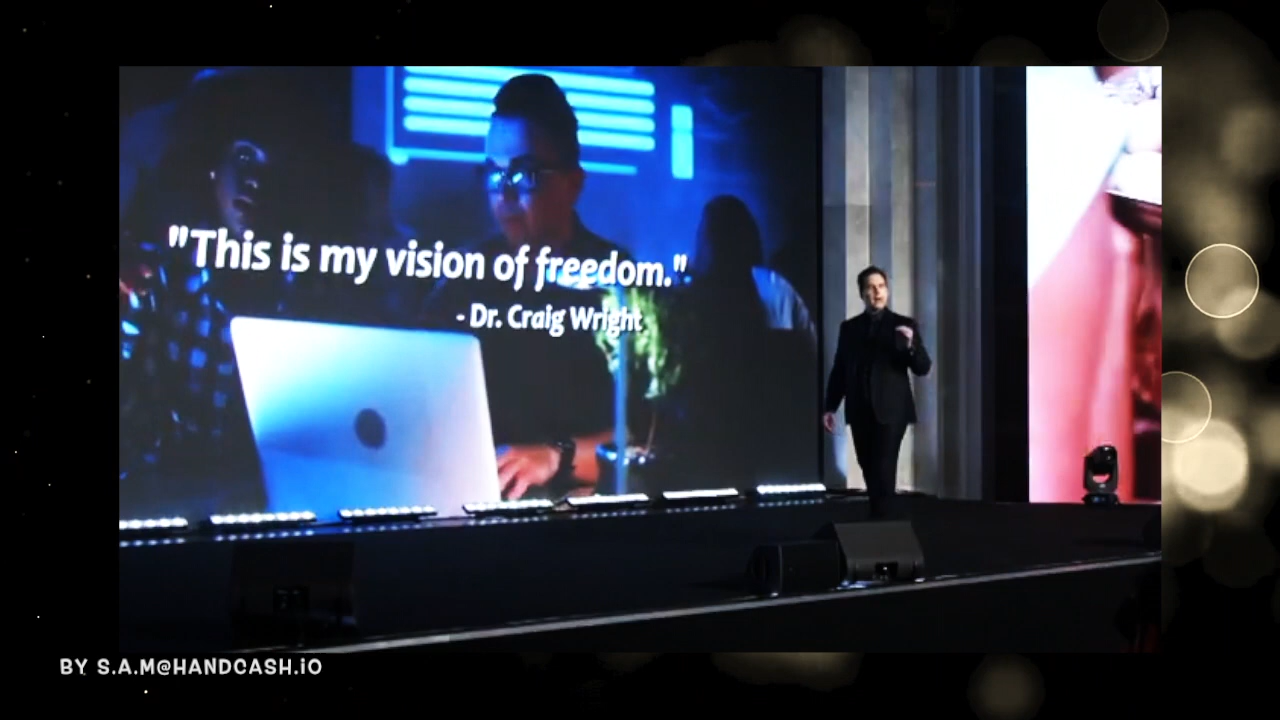 "This is my vision of freedom."
- Dr. Craig Wright
BY S.A.M@HANDCASH.iO